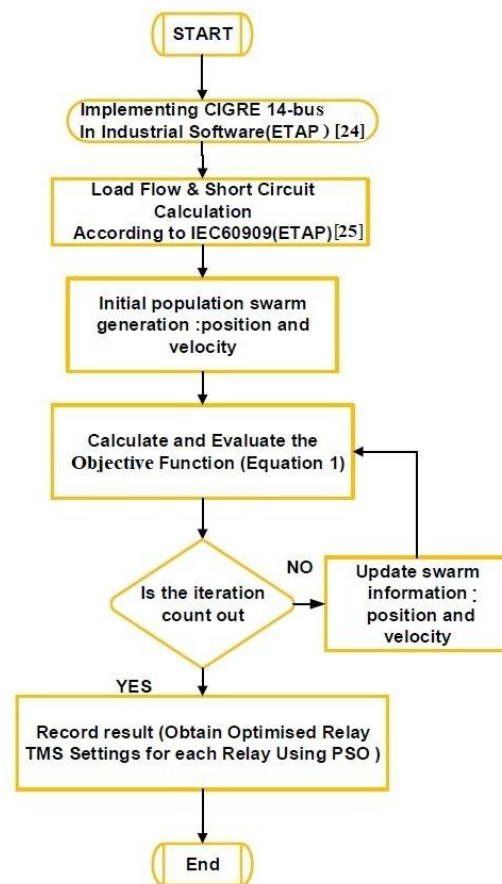 START
Implementing CIGRE 14-bus
In Industrial Software(ETAP) [24]
Load Flow & Short Circuit
Calculation
According to IEC60909(ETAP)[25]
Initial population swarm
generation :position and
velocity
Calculate and Evaluate the
Objective Function (Equation 1)
Is the iteration
count out
NO
Update swarm
information :
position and
velocity
YES
Record result (Obtain Optimised Relay
TMS Settings for each Relay Using PSO )
End